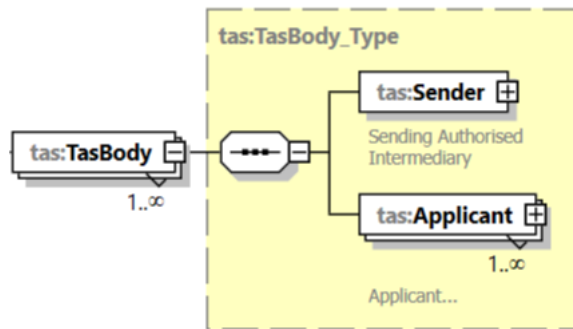 tas:TasBody_Type
tas:Sender
Sending Authorised
Intermediary
tas:TasBody
1..∞
tas:Applicant
1..∞
Applicant...